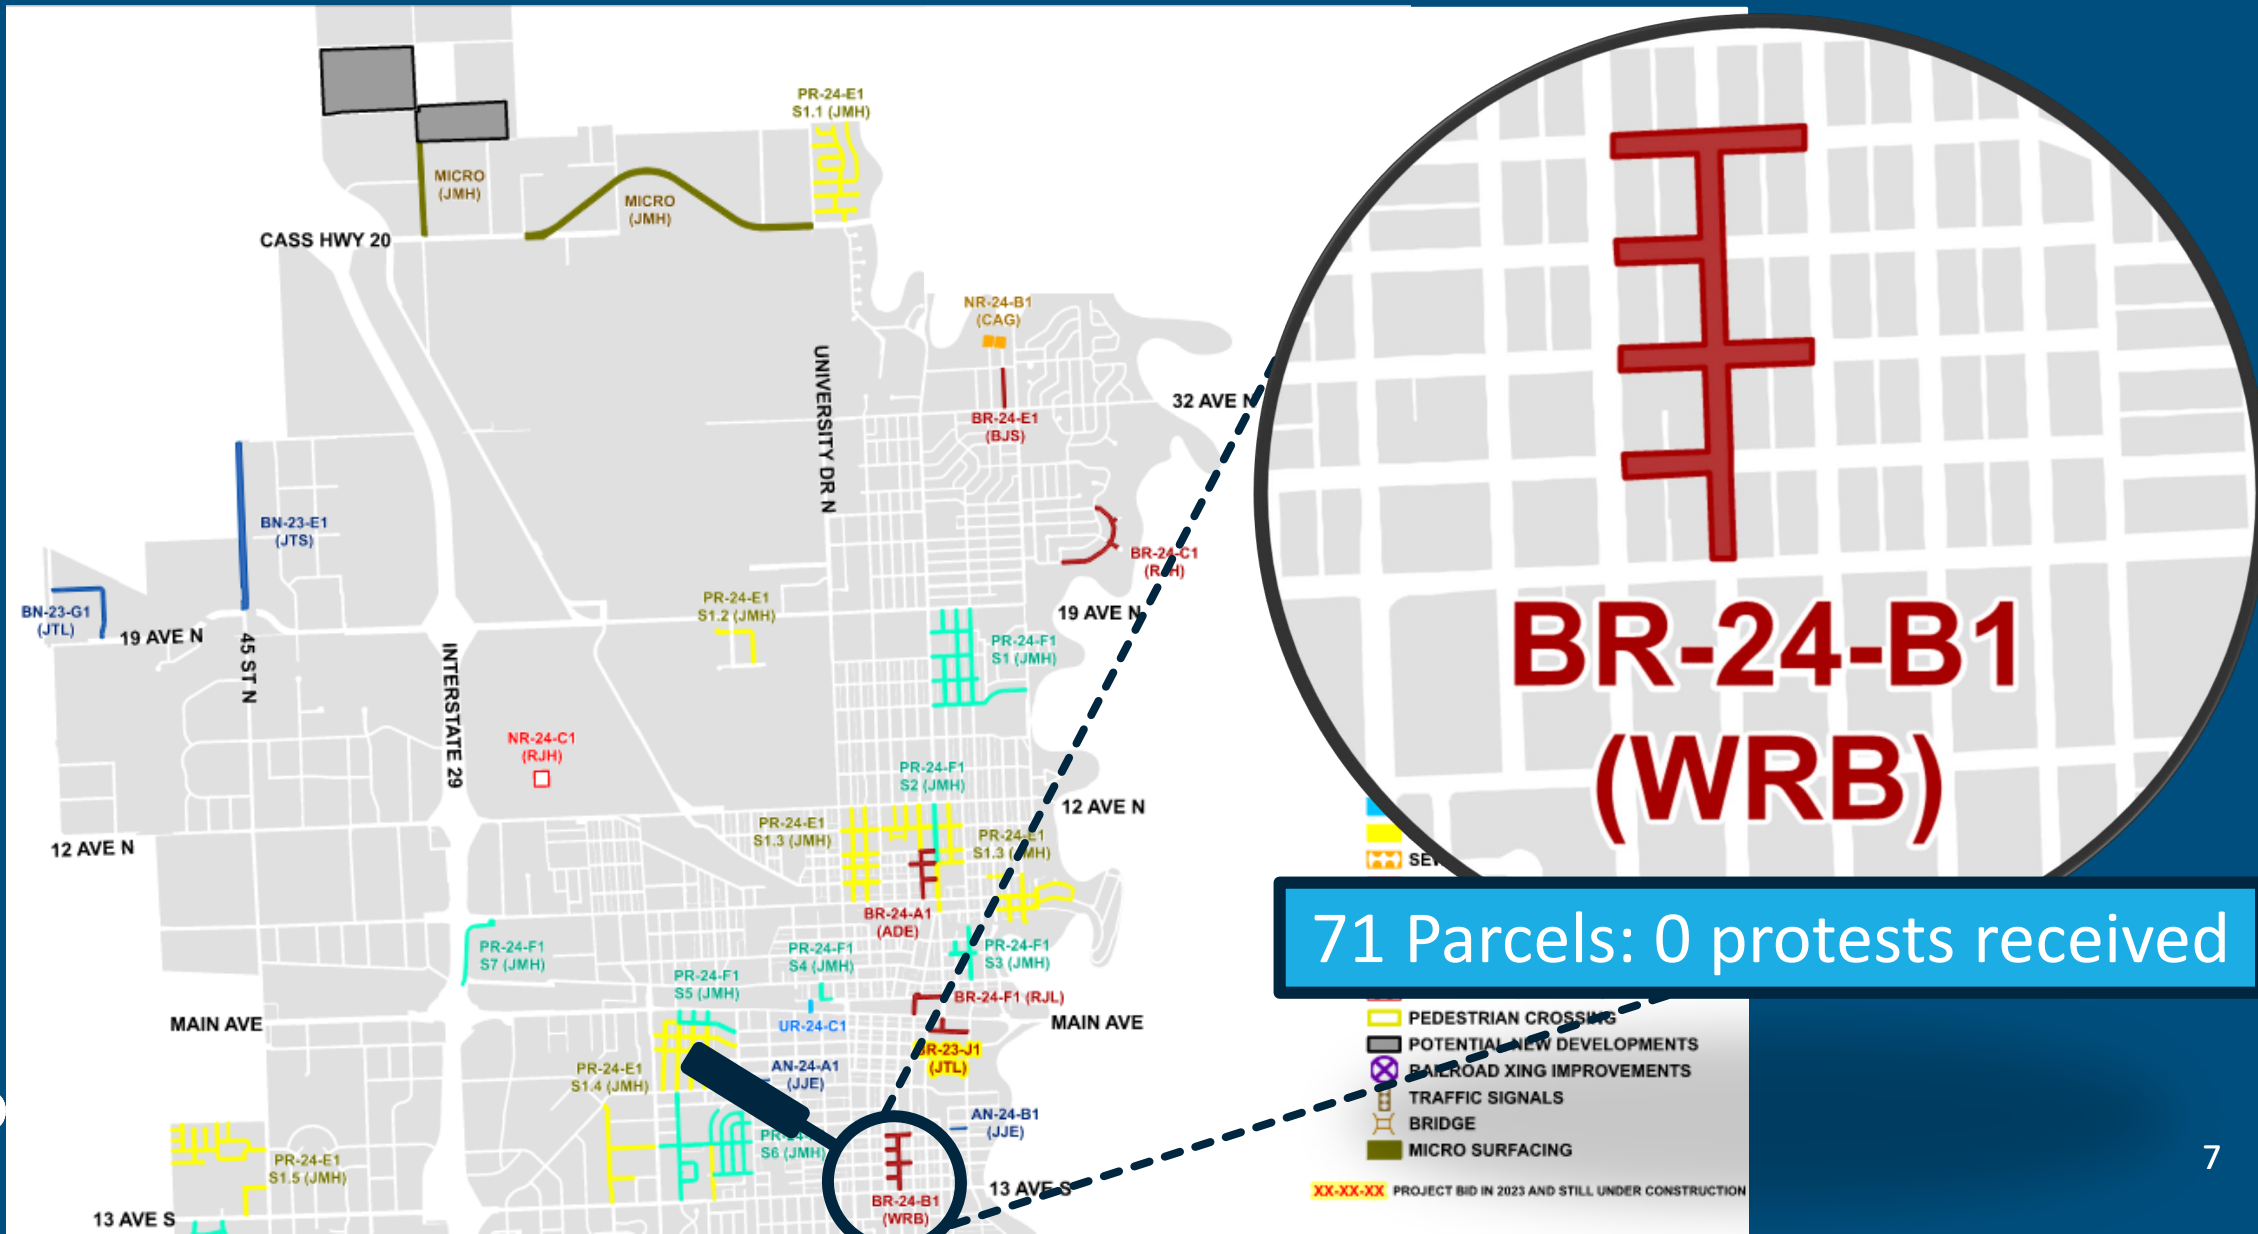 PR-24-E1
S1.1 (JMH)
MICRO
(JMH)
MICRO
(JMH)
CASS HWY 20
NR-24-B1
(CAG)
UNIVERSITY DR N
32 AVE N
BR-24-E1
(BJS)
BN-23-E1
(JTS)
BR-24-C1
BN-23-G1
(JTL)
19 AVE N
45 ST N
INTERSTATE 29
PR-24-E1
S1.2 (JMH)
19 AVE N
PR-24-F1
S1 (JMH)
NR-24-C1
(RJH)
PR-24-F1
S2 (JMH)
12 AVE N
12 AVE N
PR-24-E1
S1.3 (JMH)
PR-24-E1
S1.3 (JMH)
BR-24-A1
(ADE)
PR-24-F1
S7 (JMH)
PR-24-F1
S4 (JMH)
PR-24-F1
S3 (JMH)
PR-24-F1
S5 (JMH)
BR-24-F1 (RJL)
MAIN AVE
UR-24-C1
MAIN AVE
BR-23-J1
(JTL)
PR-24-E1
S1.4 (JMH)
AN-24-A1
(JJE)
AN-24-B1
(JJE)
S6 (JMH)
PR-24-E1
S1.5 (JMH)
13 AVE S
13 AVE S
BR-24-B1
(WRB)
BR-24-B1
(WRB)
71 Parcels: 0 protests received
PEDESTRIAN CROSSING
POTENTIAL NEW DEVELOPMENTS
RAILROAD XING IMPROVEMENTS
TRAFFIC SIGNALS
BRIDGE
MICRO SURFACING
XX-XX-XX PROJECT BID IN 2023 AND STILL UNDER CONSTRUCTION
7